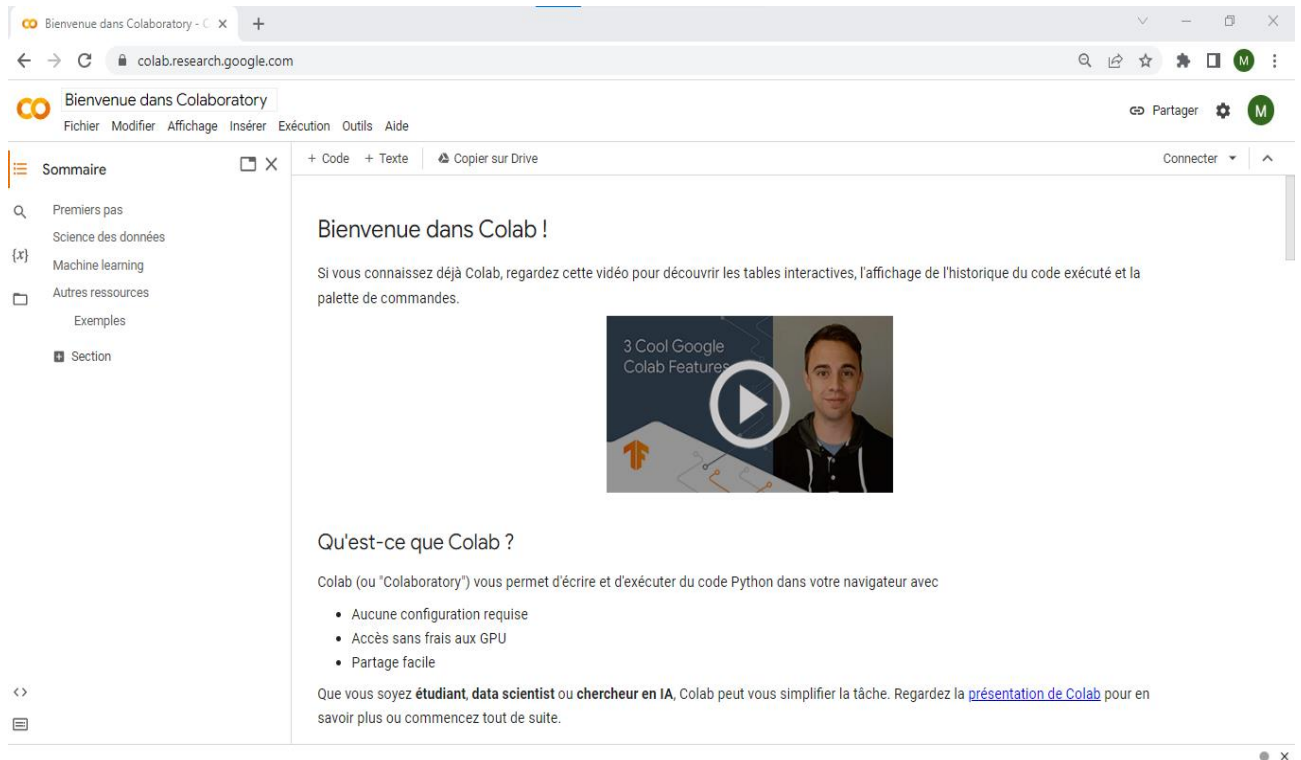 Bienvenue dans Colaboratory - C
colab.research.google.com
M
Bienvenue dans Colaboratory
Fichier Modifier Affichage Insérer Exécution Outils Aide
Partager
M
Sommaire
+ Code + Texte Copier sur Drive
Connecter
Premiers pas
Science des données
{x}
Machine learning
Autres ressources
Exemples
Section
Bienvenue dans Colab !
Si vous connaissez déjà Colab, regardez cette vidéo pour découvrir les tables interactives, l'affichage de l'historique du code exécuté et la
palette de commandes.
3 Cool Google
Colab Features
Qu'est-ce que Colab ?
Colab (ou "Colaboratory") vous permet d'écrire et d'exécuter du code Python dans votre navigateur avec
• Aucune configuration requise
• Accès sans frais aux GPU
• Partage facile
Que vous soyez étudiant, data scientist ou chercheur en IA, Colab peut vous simplifier la tâche. Regardez la présentation de Colab pour en
savoir plus ou commencez tout de suite.